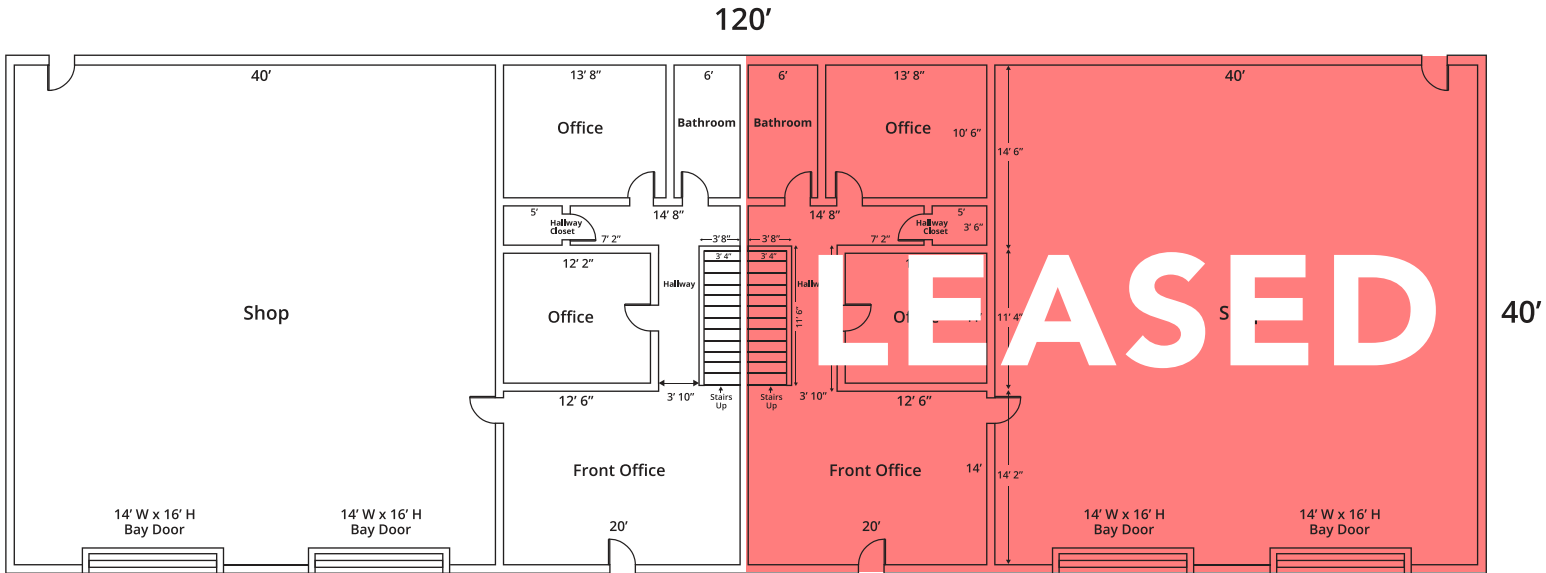 120’
40’
13’ 8”
6’
6’
13’ 8”
40’
Office
Bathroom
Bathroom
Office
10’ 6”
14’ 6”
5’
Hallway
Closet
14’ 8”
14’ 8”
Hallway
Closet
5’
3’ 6”
7’ 2”
3’8”
3’8”
7’ 2”
12’ 2”
3’ 4”
3’ 4”
Hallway
Shop
Office
11’ 6”
LEASED
11’ 4”
40’
12’ 6”
3’ 10”
Stairs
Up
Stairs
Up
3’ 10”
12’ 6”
Front Office
Front Office
14’
14’ 2”
14’ W x 16’ H
Bay Door
14’ W x 16’ H
Bay Door
20’
20’
14’ W x 16’ H
Bay Door
14’ W x 16’ H
Bay Door